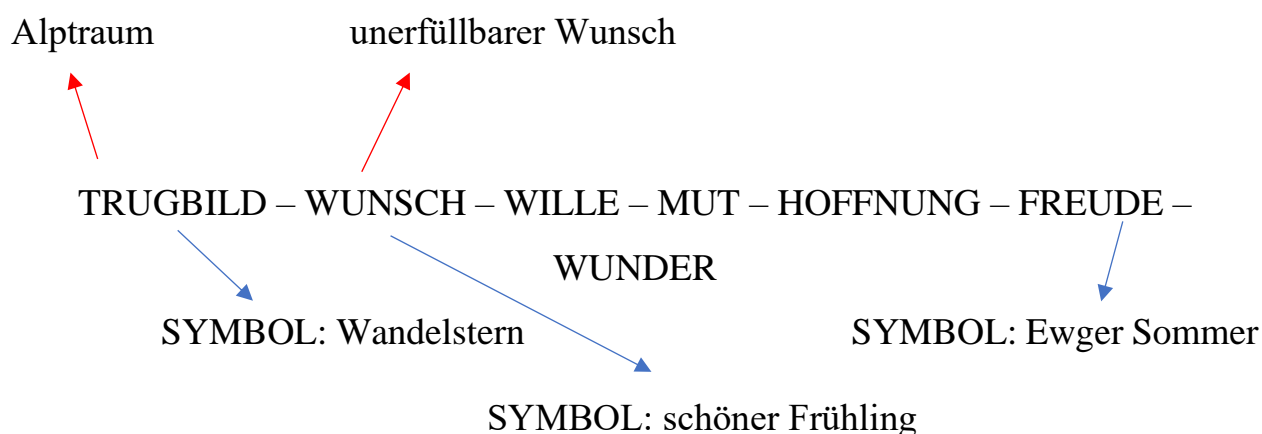 Alptraum unerfüllbarer Wunsch
TRUGBILD – WUNSCH – WILLE – MUT – HOFFNUNG – FREUDE –
WUNDER
SYMBOL: Wandelstern SYMBOL: Ewger Sommer
SYMBOL: schöner Frühling